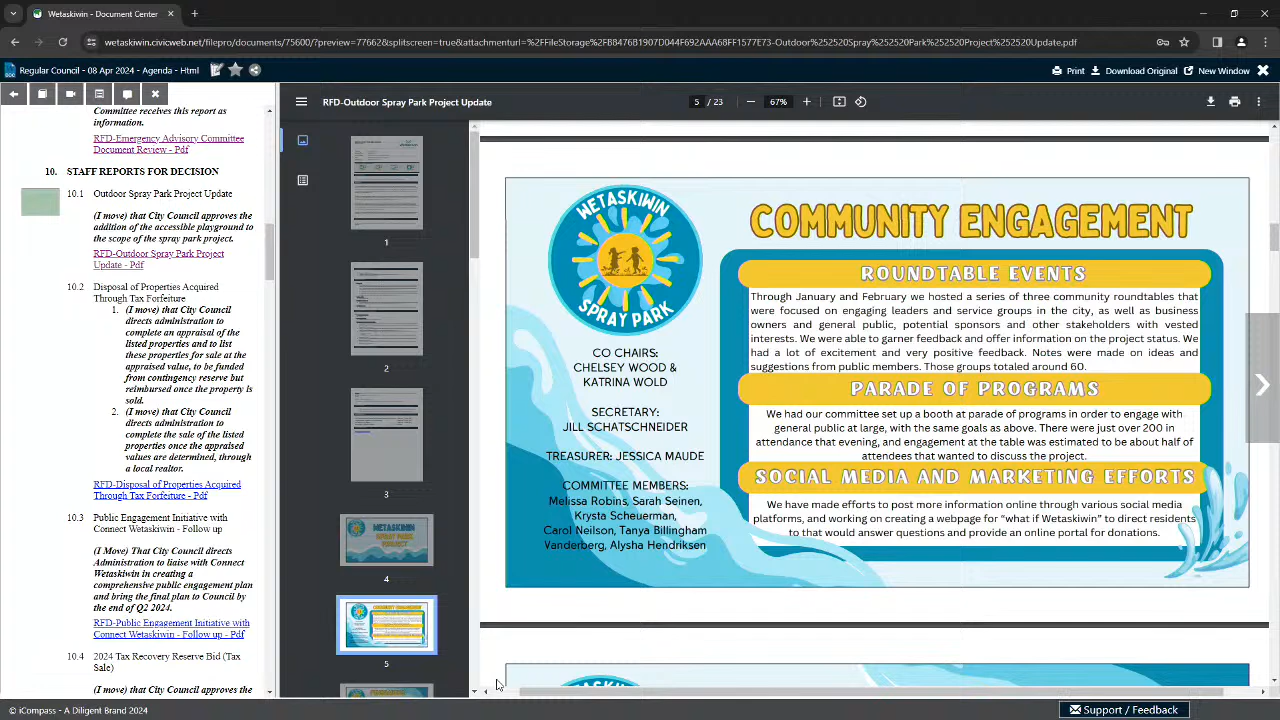 Wetaskiwin - Document Center
wetaskiwin.civicweb.net/filepro/documents/75600/?preview=77662&splitscreen=true&attachmenturl=%2FFileStorage%2FB8476B1907D044F692AAA68FF1577E73-Outdoor%252520Spray%252520Park%252520Project%252520Update.pdf
Regular Council - 08 Apr 2024 - Agenda - Html
Print
Download Original
New Window
Committee receives this report as
information.
RFD-Emergency Advisory Committee
Document Review - Pdf
10. STAFF REPORTS FOR DECISION
10.1 Outdoor Spray Park Project Update
(I move) that City Council approves the
addition of the accessible playground to
the scope of the spray park project.
RFD-Outdoor Spray Park Project
Update - Pdf
10.2 Disposal of Properties Acquired
Through Tax Forfeiture
1. (I move) that City Council
directs administration to
complete an appraisal of the
listed properties and to list
these properties for sale at the
appraised value, to be funded
from contingency reserve but
reimbursed once the property is
sold.
2. (I move) that City Council
directs administration to
complete the sale of the listed
properties once the appraised
values are determined, through
a local realtor.
RFD-Disposal of Properties Acquired
Through Tax Forfeiture - Pdf
10.3 Public Engagement Initiative with
Connect Wetaskiwin - Follow up
(I Move) That City Council directs
Administration to liaise with Connect
Wetaskiwin in creating a
comprehensive public engagement plan
and bring the final plan to Council by
the end of Q2 2024.
RFD-Public Engagement Initiative with
Connect Wetaskiwin - Follow up - Pdf
10.4 2024 Tax Recovery Reserve Bid (Tax
Sale)
(I move) that City Council approves the
RFD-Outdoor Spray Park Project Update
5 / 23
67%
1
2
3
WETASKIWIN
SPRAY PARK
PROJECT
4
5
WETASKIWIN
SPRAY PARK
CO CHAIRS:
CHELSEY WOOD &
KATRINA WOLD
SECRETARY:
JILL SCHATSCHNEIDER
TREASURER: JESSICA MAUDE
COMMITTEE MEMBERS:
Melissa Robins, Sarah Seinen,
Krysta Scheuerman,
Carol Neilson, Tanya Billingham
Vanderberg, Alysha Hendriksen
COMMUNITY ENGAGEMENT
ROUNDTABLE EVENTS
Through January and February we hosted a series of three community roundtables that
were focused on engaging leaders and service groups in the city, as well as business
owners and general public, potential sponsors and other stakeholders with vested
interests. We were able to garner feedback and offer information on the project status. We
had a lot of excitement and very positive feedback. Notes were made on ideas and
suggestions from public members. Those groups totaled around 60.
PARADE OF PROGRAMS
We had our committee set up a booth at parade of programs in order to engage with
general public at large, with the same goals as above. There were just over 200 in
attendance that evening, and engagement at the table was estimated to be about half of
attendees that wanted to discuss the project.
SOCIAL MEDIA AND MARKETING EFFORTS
We have made efforts to post more information online through various social media
platforms, and working on creating a webpage for "what if Wetaskiwin" to direct residents
to that would answer questions and provide an online portal for donations.
© iCompass - A Diligent Brand 2024
Support / Feedback